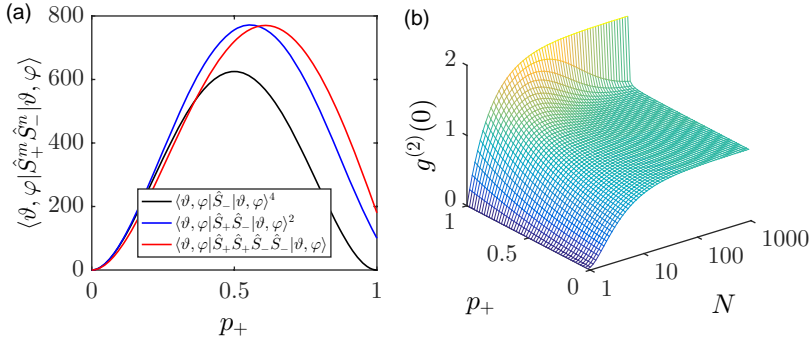 (a)
800
600
400
200
0
⟨ϑ, φ|Ŝ₊ᵐŜ₋ⁿ|ϑ, φ⟩
⟨ϑ, φ|Ŝ₋|ϑ, φ⟩⁴
⟨ϑ, φ|Ŝ₊Ŝ₋|ϑ, φ⟩²
⟨ϑ, φ|Ŝ₊Ŝ₊Ŝ₋Ŝ₋|ϑ, φ⟩
0 0.5 1
p₊
(b)
2
1
0
g⁽²⁾(0)
1
0.5
0
p₊
1 10 100 1000
N